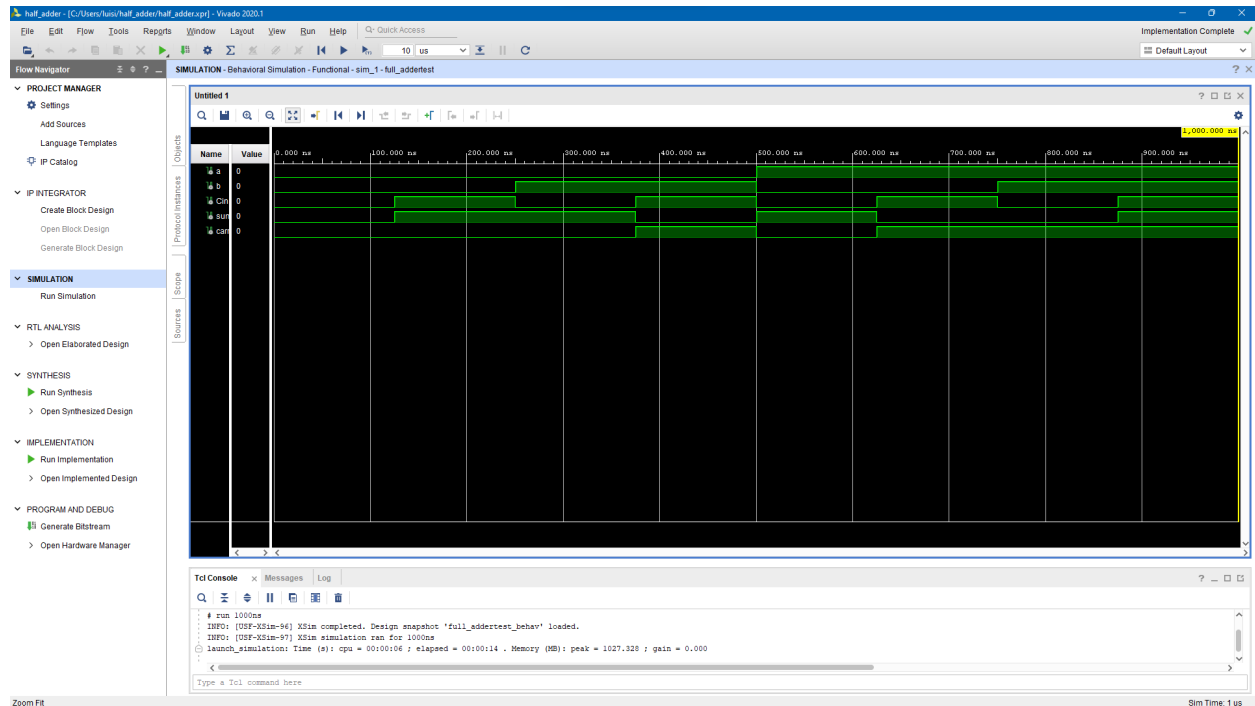 half_adder - [C:/Users/luisi/half_adder/half_adder.xpr] - Vivado 2020.1
File Edit Flow Tools Reports Window Layout View Run Help Quick Access
Implementation Complete
10 us
Default Layout
Flow Navigator
SIMULATION - Behavioral Simulation - Functional - sim_1 - full_addertest
PROJECT MANAGER
Settings
Add Sources
Language Templates
IP Catalog
IP INTEGRATOR
Create Block Design
Open Block Design
Generate Block Design
SIMULATION
Run Simulation
RTL ANALYSIS
Open Elaborated Design
SYNTHESIS
Run Synthesis
Open Synthesized Design
IMPLEMENTATION
Run Implementation
Open Implemented Design
PROGRAM AND DEBUG
Generate Bitstream
Open Hardware Manager
Objects
Protocol Instances
Scope
Sources
Untitled 1
1,000.000 ns
Name Value 0.000 ns 100.000 ns 200.000 ns 300.000 ns 400.000 ns 500.000 ns 600.000 ns 700.000 ns 800.000 ns 900.000 ns
a 0
b 0
Cin 0
sum 0
carr 0
Tcl Console Messages Log
# run 1000ns
INFO: [USF-XSim-96] XSim completed. Design snapshot 'full_addertest_behav' loaded.
INFO: [USF-XSim-97] XSim simulation ran for 1000ns
launch_simulation: Time (s): cpu = 00:00:06 ; elapsed = 00:00:14 . Memory (MB): peak = 1027.328 ; gain = 0.000
Type a Tcl command here
Zoom Fit
Sim Time: 1 us